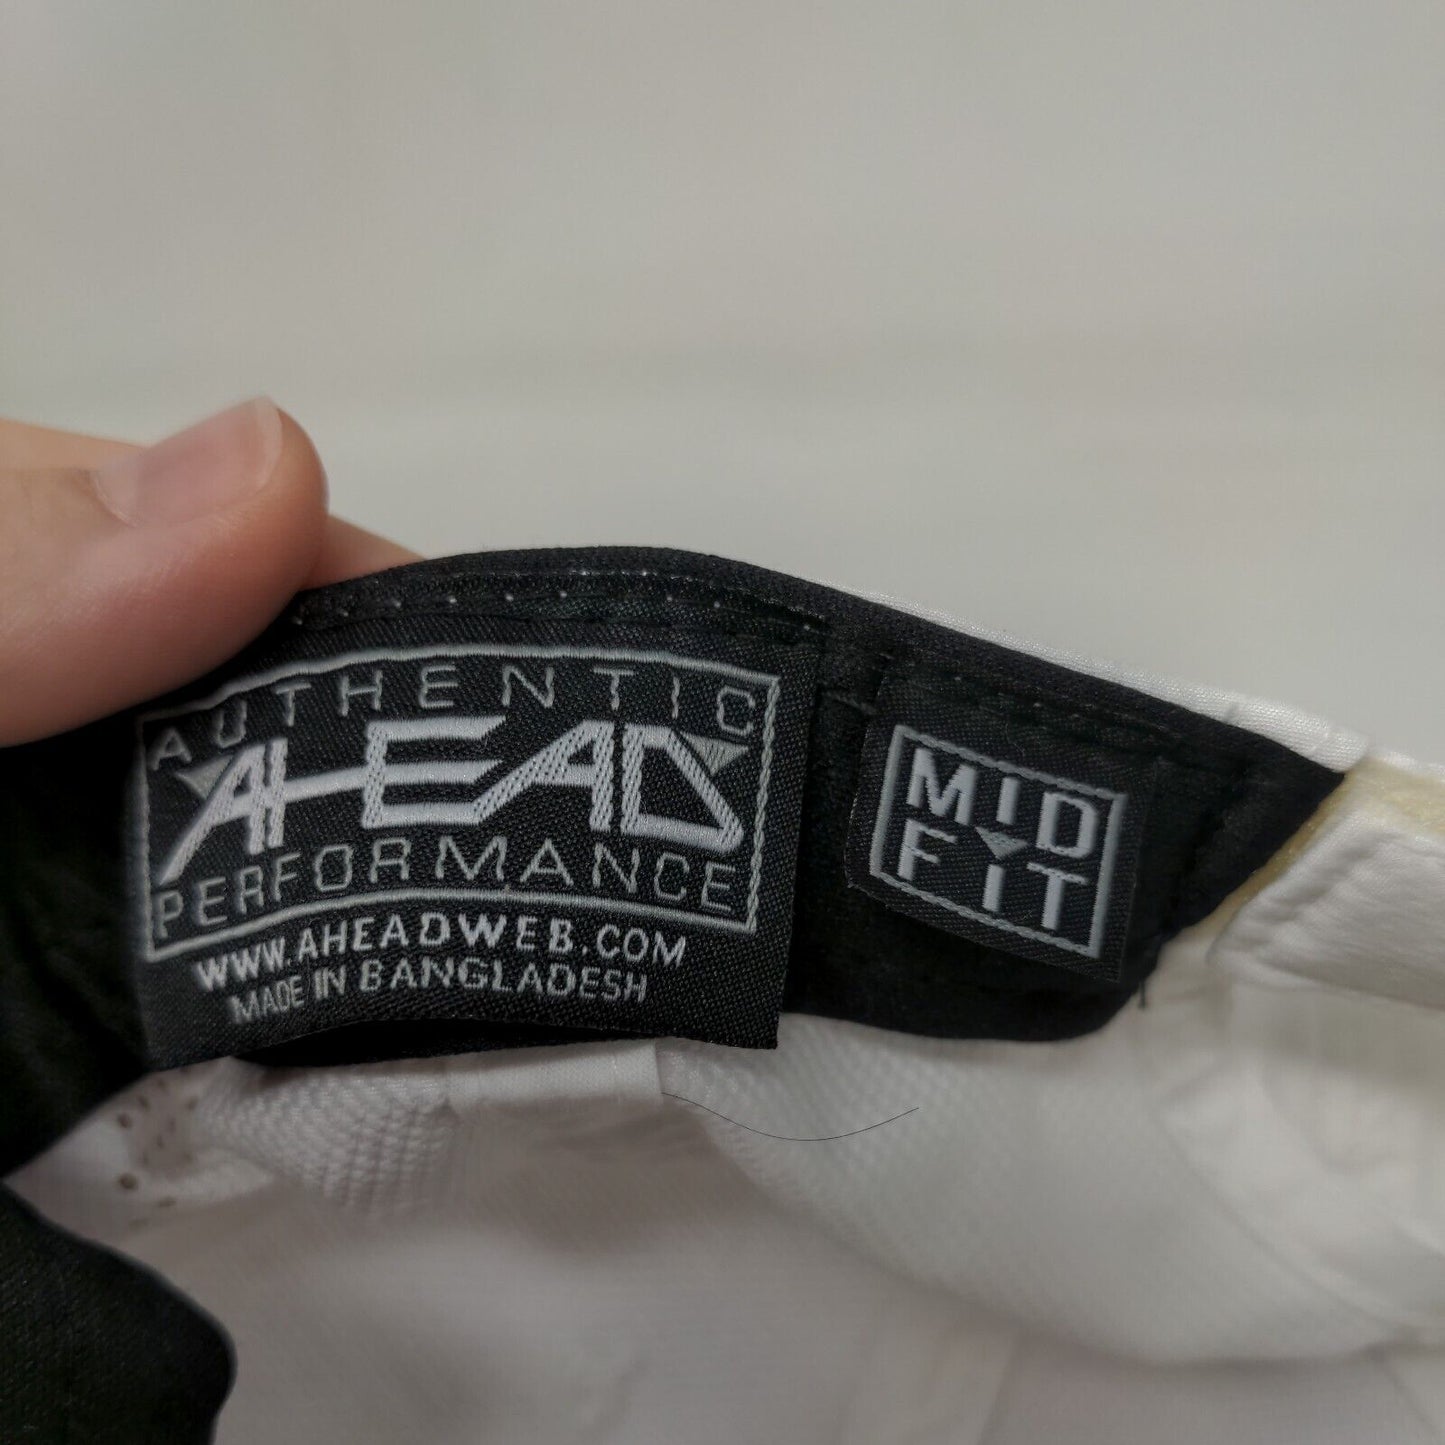 AUTHENTIC
AHEAD
PERFORMANCE
WWW.AHEADWEB.COM
MADE IN BANGLADESH
MID
FIT